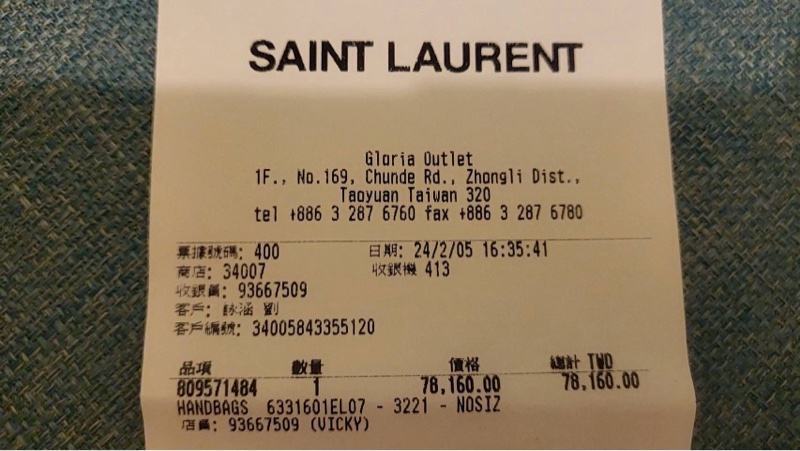 SAINT LAURENT
Gloria Outlet
1F., No.169, Chunde Rd., Zhongli Dist.,
Taoyuan Taiwan 320
tel +886 3 287 6760 fax +886 3 287 6780
票據號碼: 400 日期: 24/2/05 16:35:41
商店: 34007 收銀機 413
收銀員: 93667509
客戶: 詠涵 劉
客戶編號: 34005843355120
品項 數量 價格 總計 TWD
809571484 1 78,160.00 78,160.00
HANDBAGS 6331601EL07 - 3221 - NOSIZ
店員: 93667509 (VICKY)